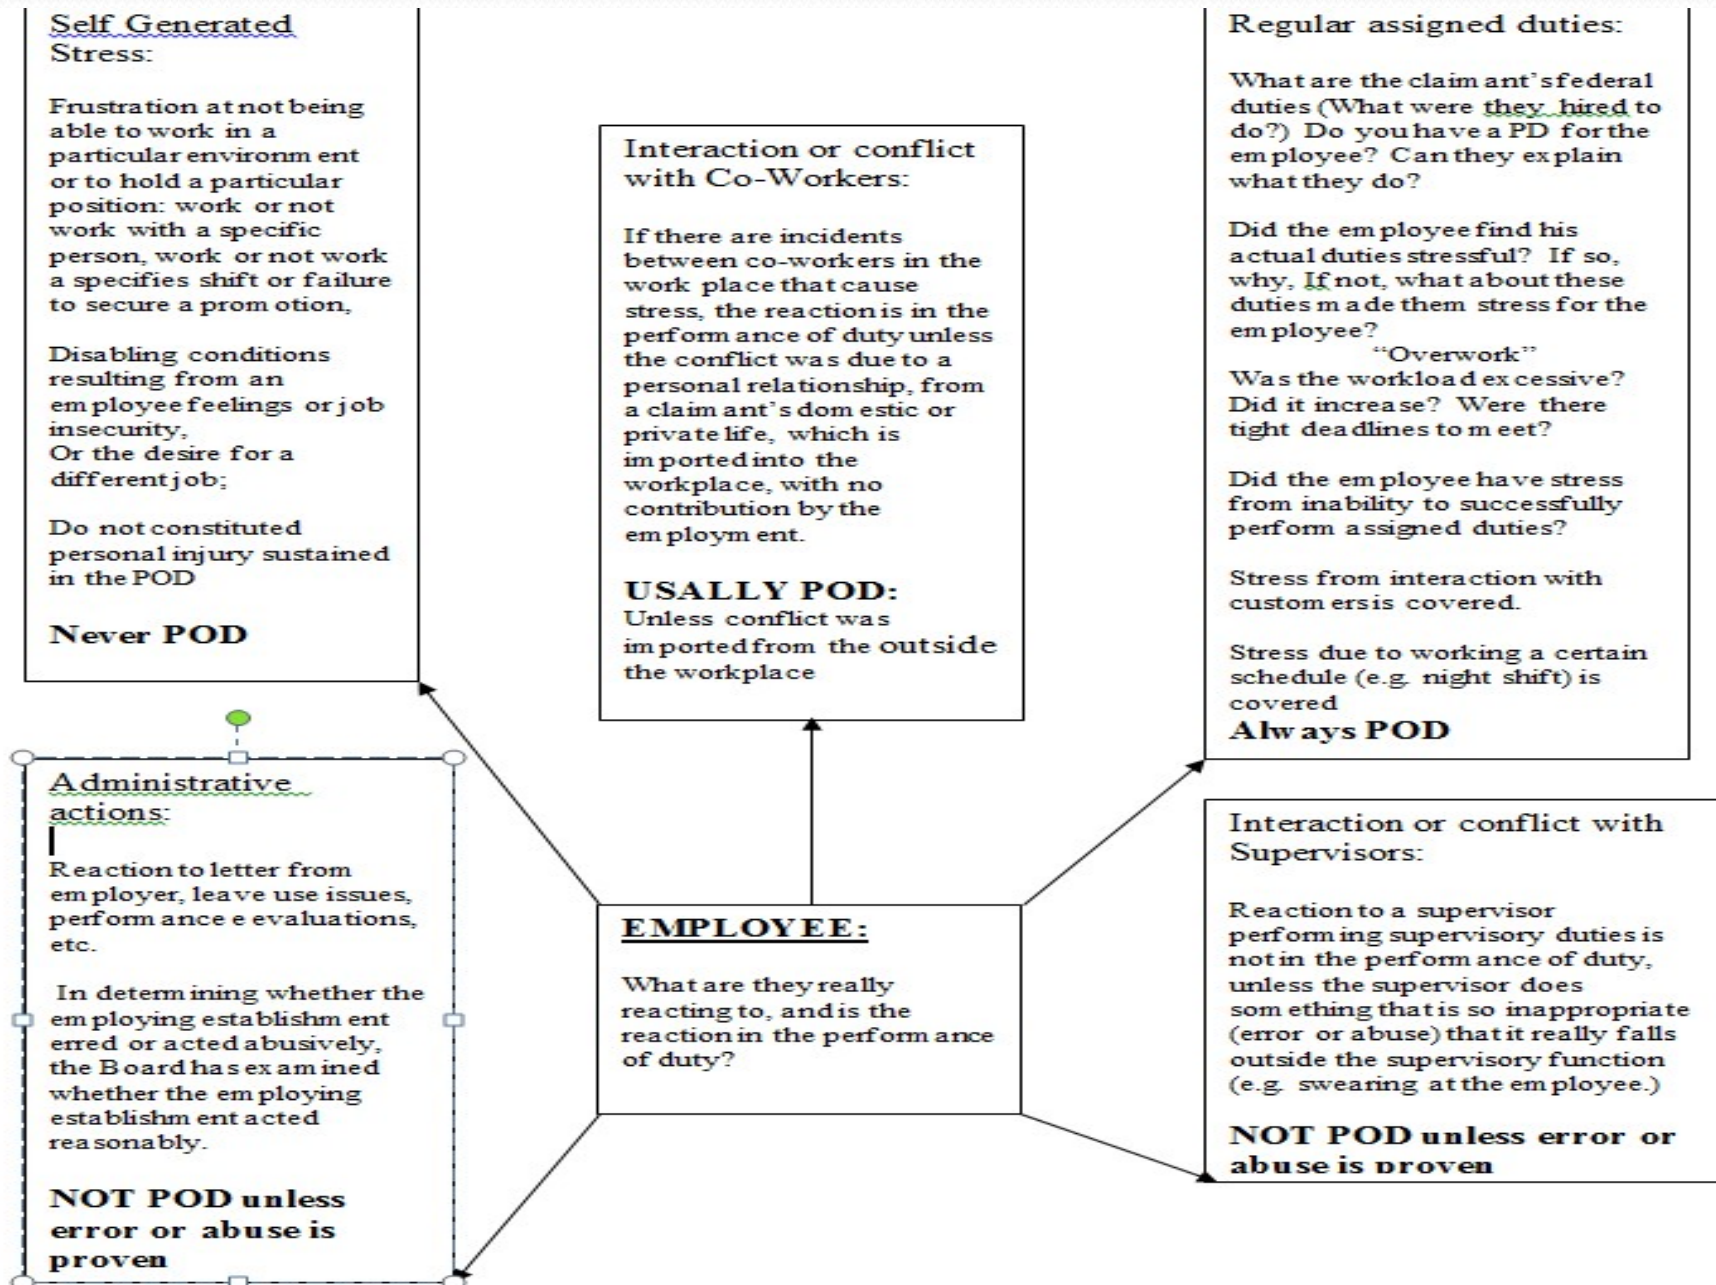 Self Generated
Stress:
Frustration at not being
able to work in a
particular environment
or to hold a particular
position: work or not
work with a specific
person, work or not work
a specifies shift or failure
to secure a promotion,
Disabling conditions
resulting from an
employee feelings or job
insecurity,
Or the desire for a
different job;
Do not constituted
personal injury sustained
in the POD
Never POD
Interaction or conflict
with Co-Workers:
If there are incidents
between co-workers in the
work place that cause
stress, the reaction is in the
performance of duty unless
the conflict was due to a
personal relationship, from
a claimant's domestic or
private life, which is
imported into the
workplace, with no
contribution by the
employment.
USALLY POD:
Unless conflict was
imported from the outside
the workplace
Regular assigned duties:
What are the claimant's federal
duties (What were they hired to
do?) Do you have a PD for the
employee? Can they explain
what they do?
Did the employee find his
actual duties stressful? If so,
why, If not, what about these
duties made them stress for the
employee?
“Overwork”
Was the workload excessive?
Did it increase? Were there
tight deadlines to meet?
Did the employee have stress
from inability to successfully
perform assigned duties?
Stress from interaction with
customers is covered.
Stress due to working a certain
schedule (e.g. night shift) is
covered
Always POD
Administrative
actions:
Reaction to letter from
employer, leave use issues,
performance e evaluations,
etc.
In determining whether the
employing establishment
erred or acted abusively,
the Board has examined
whether the employing
establishment acted
reasonably.
NOT POD unless
error or abuse is
proven
EMPLOYEE:
What are they really
reacting to, and is the
reaction in the performance
of duty?
Interaction or conflict with
Supervisors:
Reaction to a supervisor
performing supervisory duties is
not in the performance of duty,
unless the supervisor does
something that is so inappropriate
(error or abuse) that it really falls
outside the supervisory function
(e.g. swearing at the employee.)
NOT POD unless error or
abuse is proven